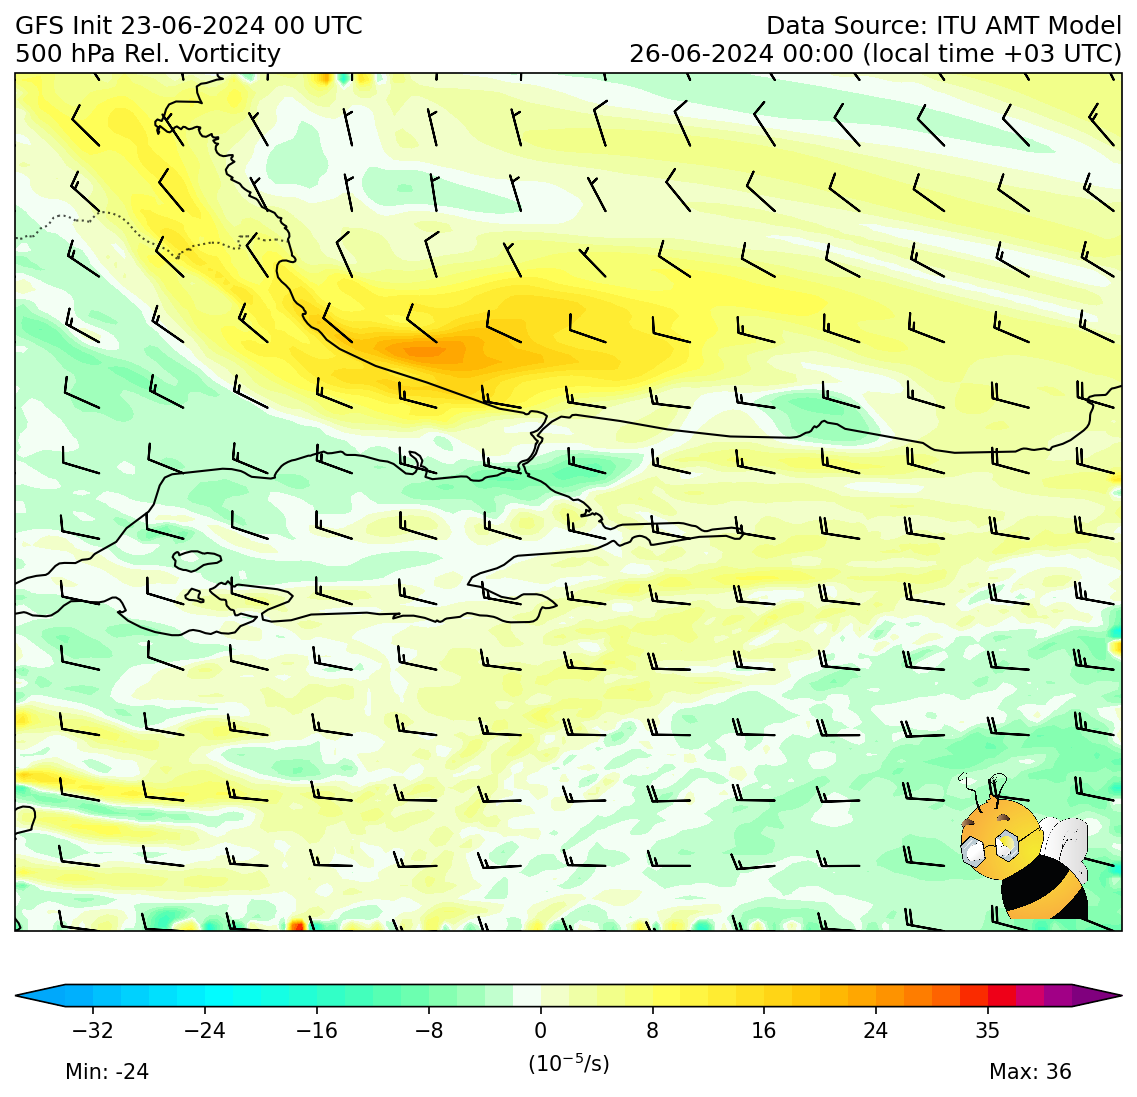 GFS Init 23-06-2024 00 UTC
Data Source: ITU AMT Model
500 hPa Rel. Vorticity
26-06-2024 00:00 (local time +03 UTC)
−32 −24 −16 −8 0 8 16 24 35
(10⁻⁵/s)
Min: -24
Max: 36